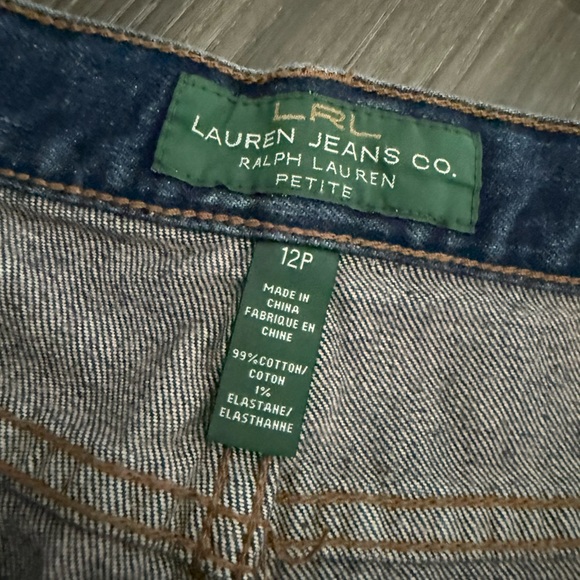 LRL
LAUREN JEANS CO.
RALPH LAUREN
PETITE
12P
MADE IN
CHINA
FABRIQUE EN
CHINE
99%COTTON/
COTON
1%
ELASTANE/
ELASTHANNE